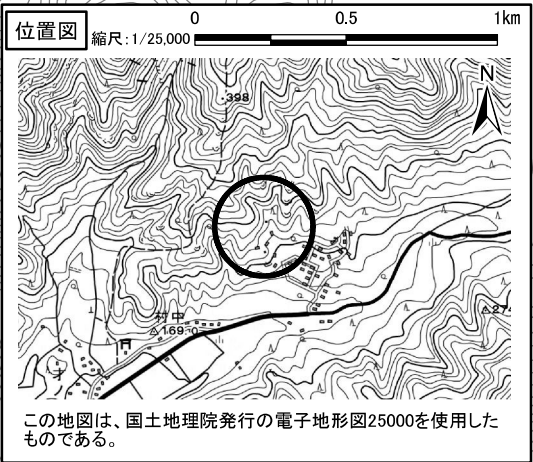 位置図
0 0.5 1km
縮尺:1/25,000
N
398
村中
169.0
274
この地図は、国土地理院発行の電子地形図25000を使用した
ものである。